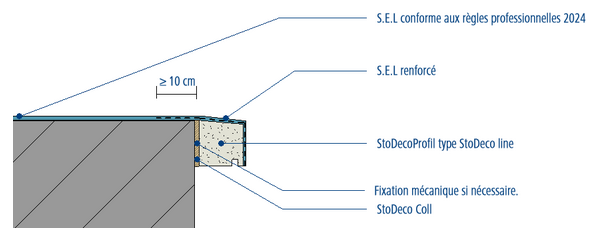 S.E.L conforme aux règles professionnelles 2024
S.E.L renforcé
≥ 10 cm
StoDecoProfil type StoDeco line
Fixation mécanique si nécessaire.
StoDeco Coll